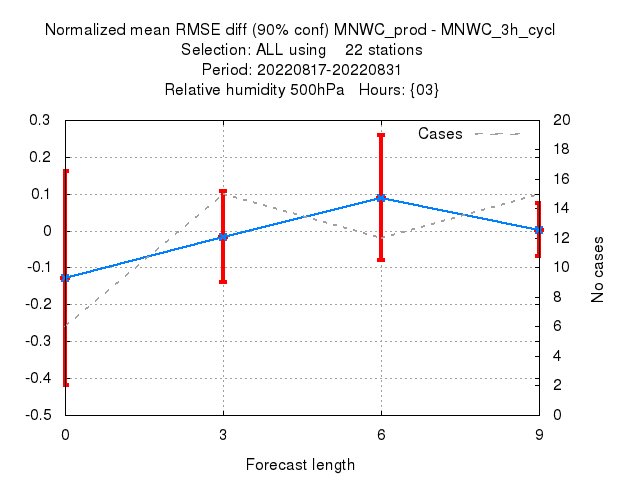 Normalized mean RMSE diff (90% conf) MNWC_prod - MNWC_3h_cycl
Selection: ALL using    22 stations
Period: 20220817-20220831
Relative humidity 500hPa   Hours: {03}
Cases
0.3
0.2
0.1
0
-0.1
-0.2
-0.3
-0.4
-0.5
20
18
16
14
12
10
8
6
4
2
0
No cases
0 3 6 9
Forecast length